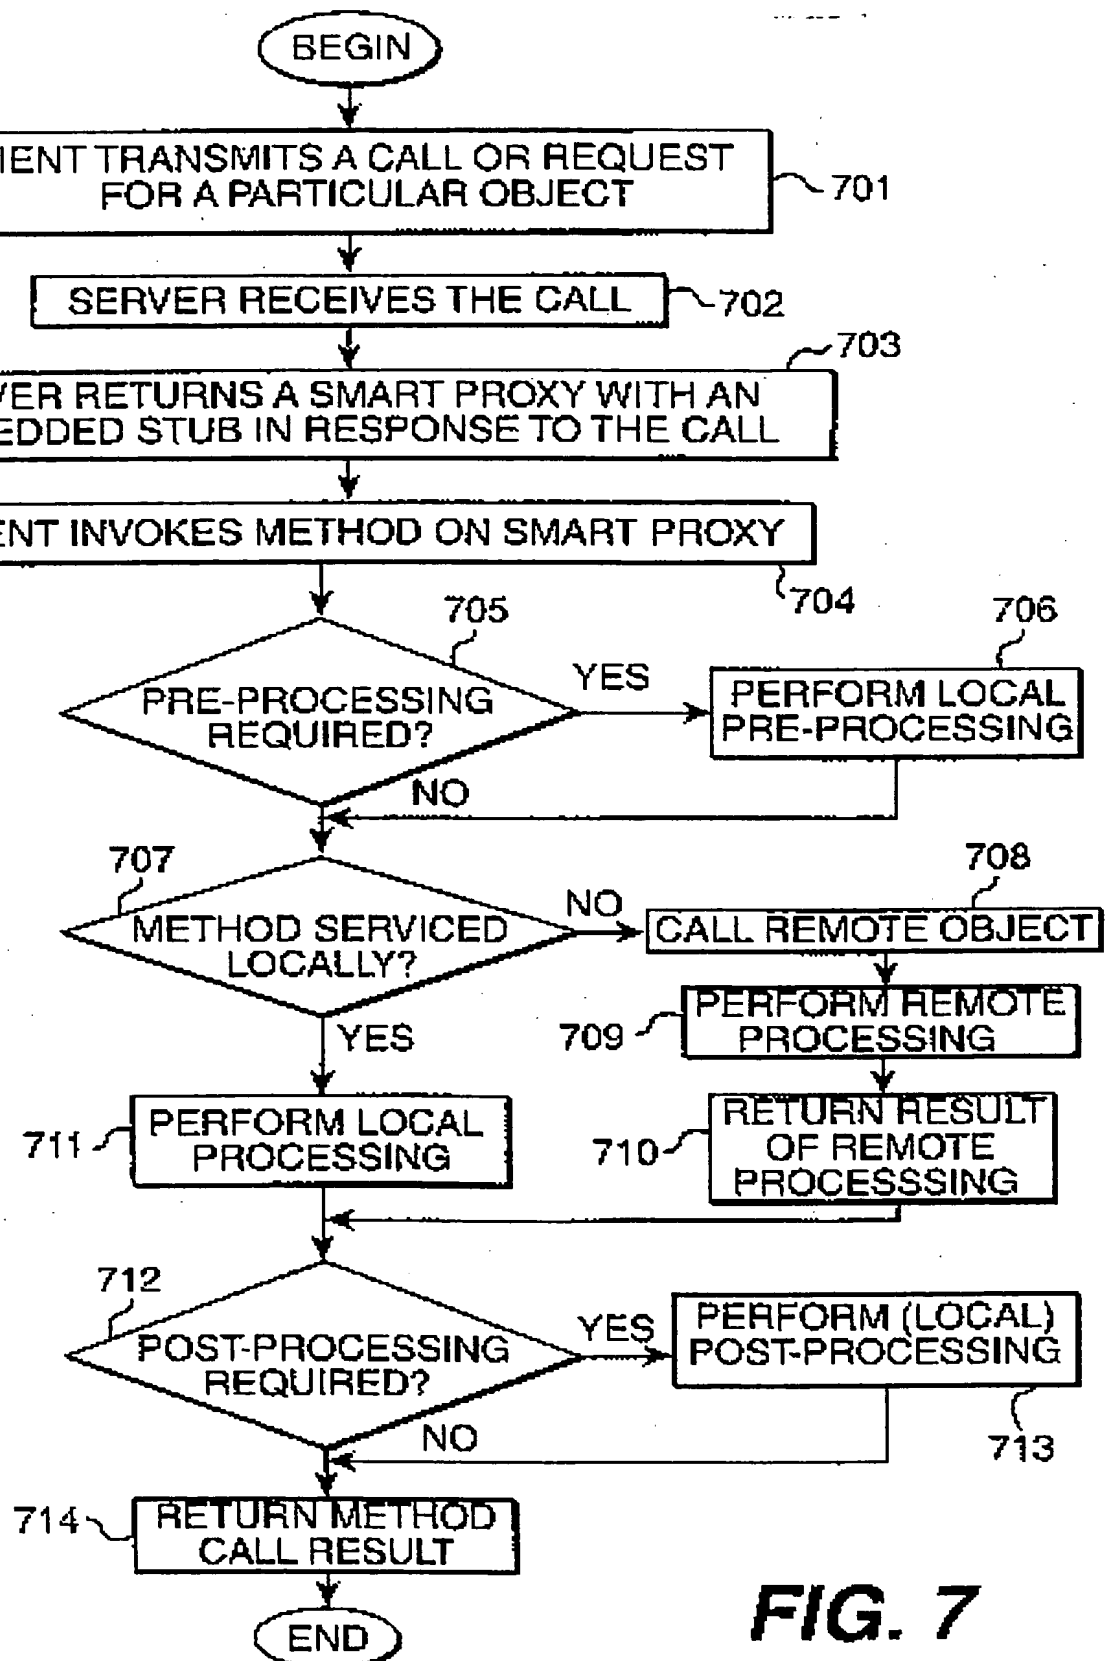 BEGIN
TRANSMITS A CALL OR REQUEST
FOR A PARTICULAR OBJECT
701
SERVER RECEIVES THE CALL
702
703
RETURNS A SMART PROXY WITH AN
STUB IN RESPONSE TO THE CALL
INVOKES METHOD ON SMART PROXY
704
705
PRE-PROCESSING
REQUIRED?
YES
706
PERFORM LOCAL
PRE-PROCESSING
NO
707
METHOD SERVICED
LOCALLY?
NO
708
CALL REMOTE OBJECT
709
PERFORM REMOTE
PROCESSING
YES
711
PERFORM LOCAL
PROCESSING
710
RETURN RESULT
OF REMOTE
PROCESSSING
712
POST-PROCESSING
REQUIRED?
YES
PERFORM (LOCAL)
POST-PROCESSING
713
NO
714
RETURN METHOD
CALL RESULT
END
FIG. 7